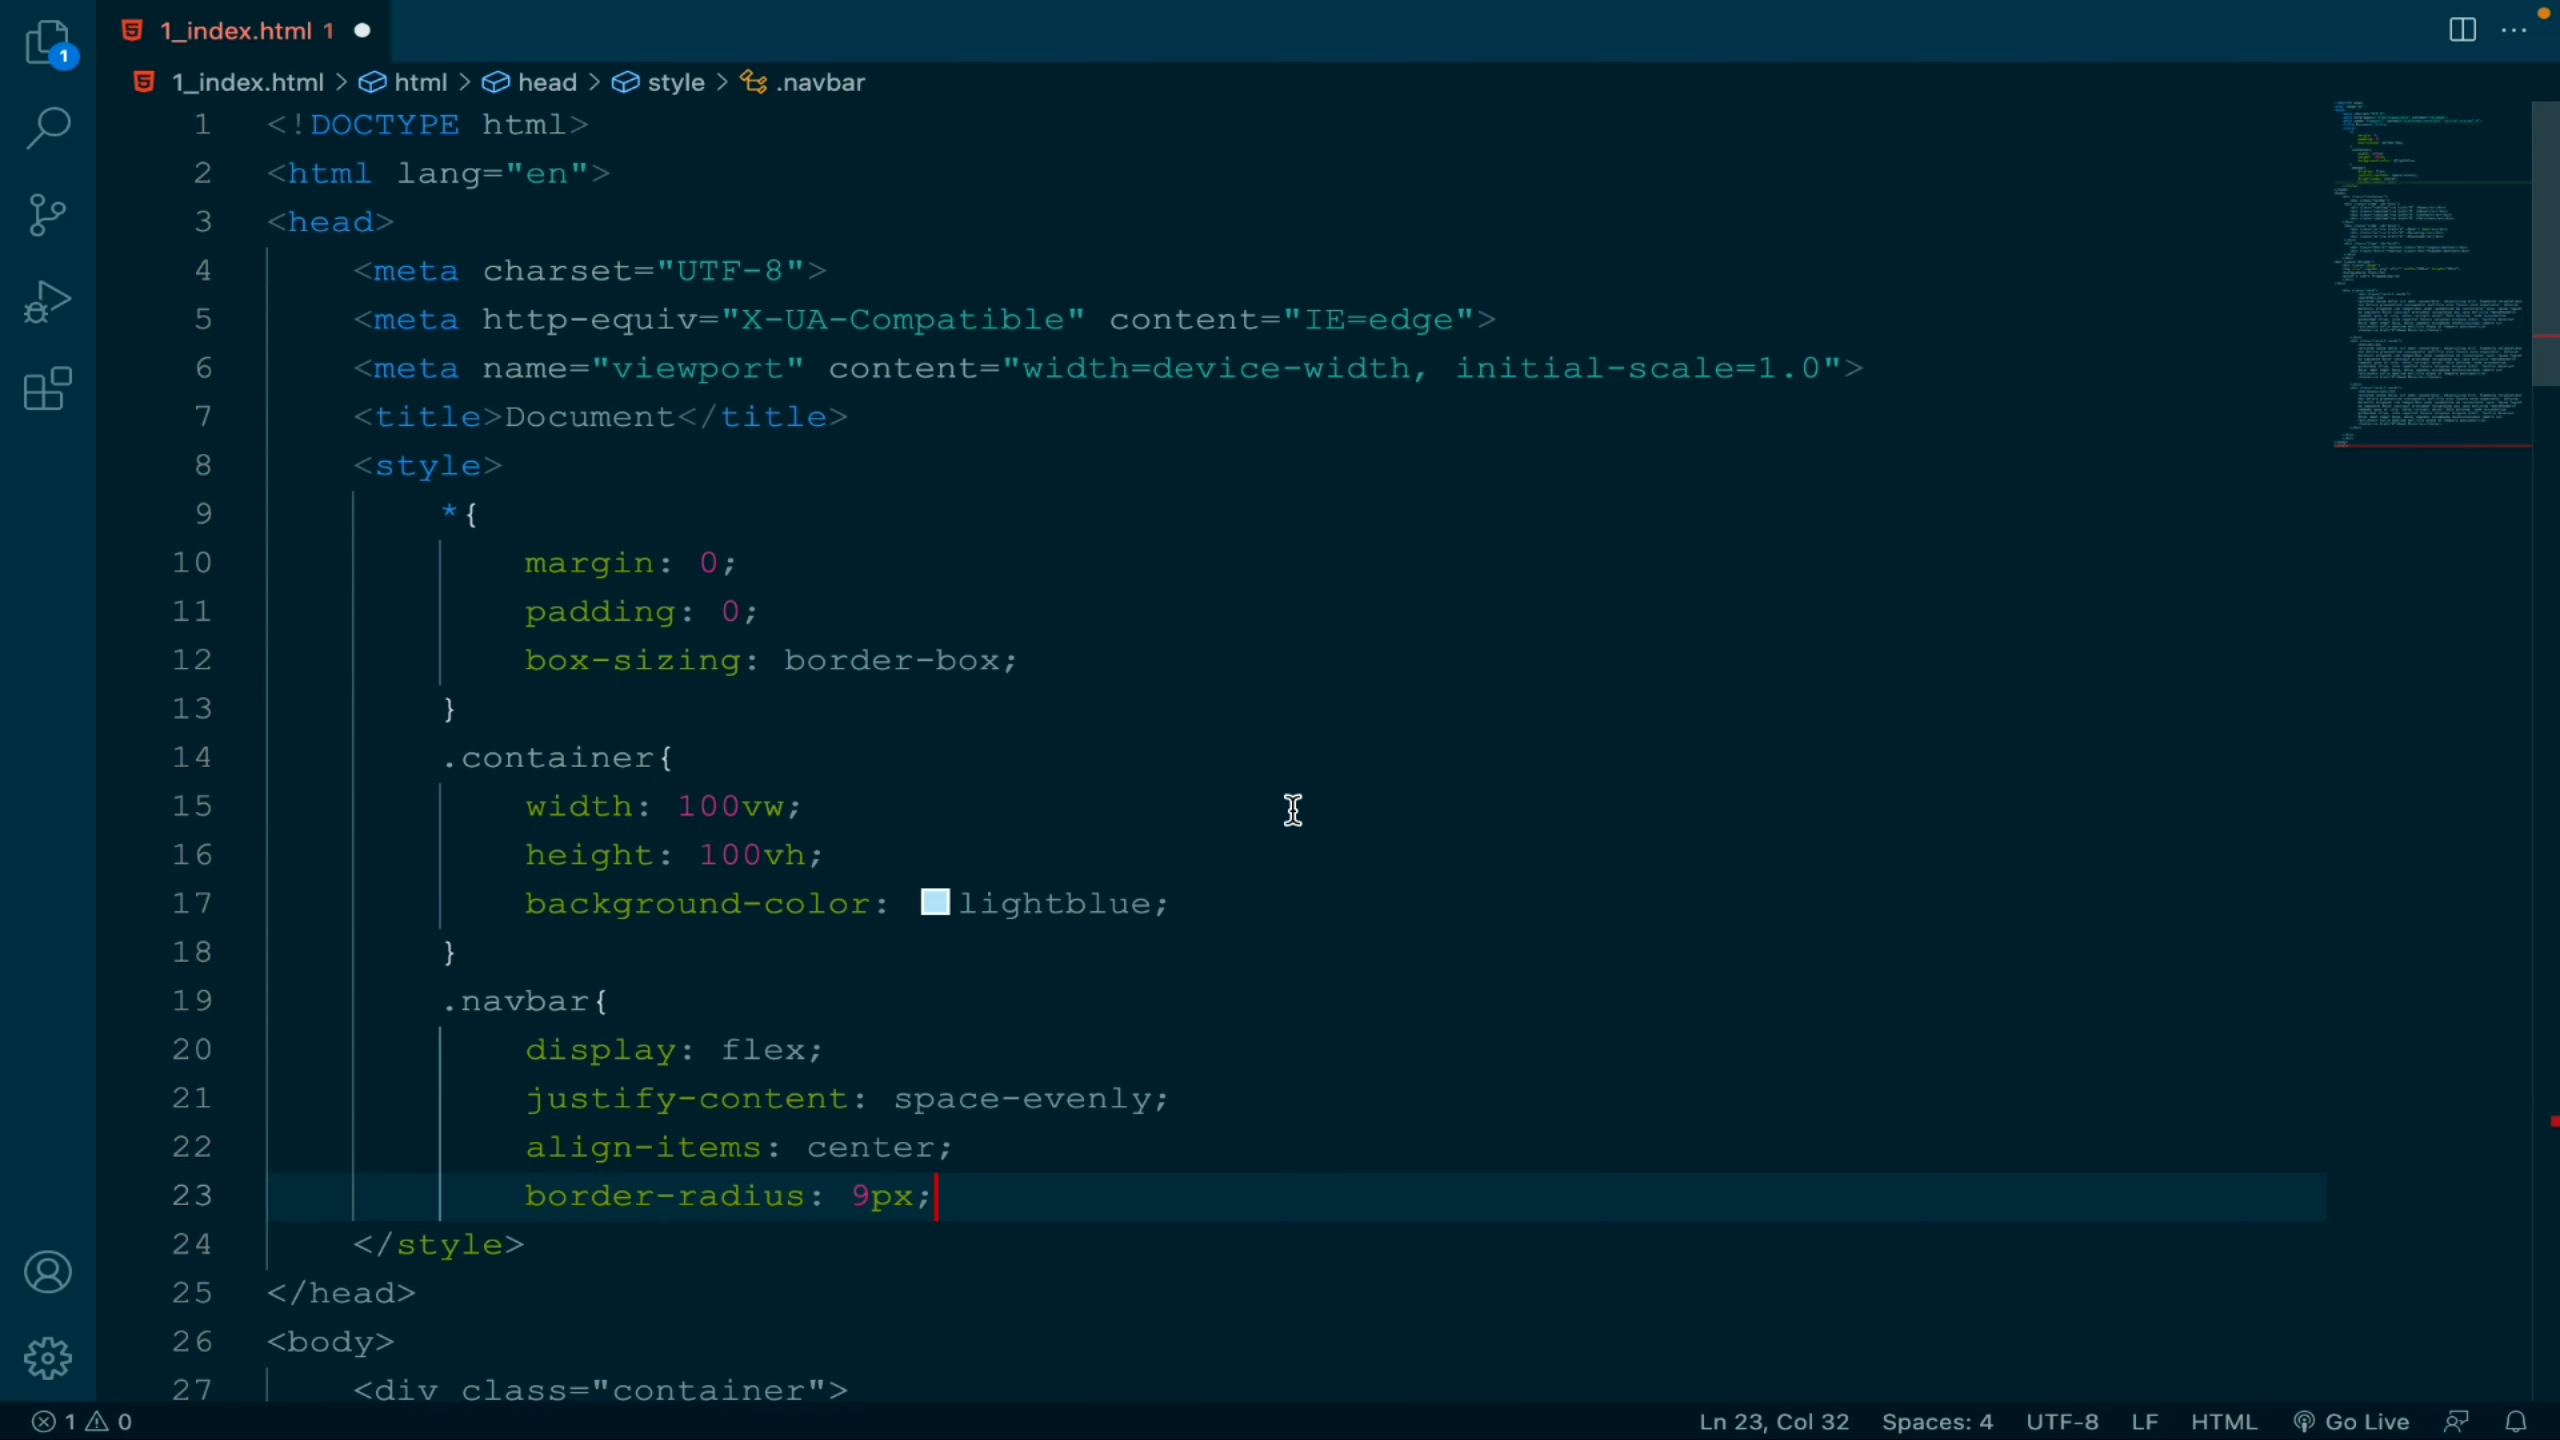 1_index.html 1
1
1_index.html > html > head > style > .navbar
1 <!DOCTYPE html>
2 <html lang="en">
3 <head>
4 <meta charset="UTF-8">
5 <meta http-equiv="X-UA-Compatible" content="IE=edge">
6 <meta name="viewport" content="width=device-width, initial-scale=1.0">
7 <title>Document</title>
8 <style>
9 *{
10 margin: 0;
11 padding: 0;
12 box-sizing: border-box;
13 }
14 .container{
15 width: 100vw;
16 height: 100vh;
17 background-color: lightblue;
18 }
19 .navbar{
20 display: flex;
21 justify-content: space-evenly;
22 align-items: center;
23 border-radius: 9px;
24 </style>
25 </head>
26 <body>
27 <div class="container">
1 0 Ln 23, Col 32 Spaces: 4 UTF-8 LF HTML Go Live